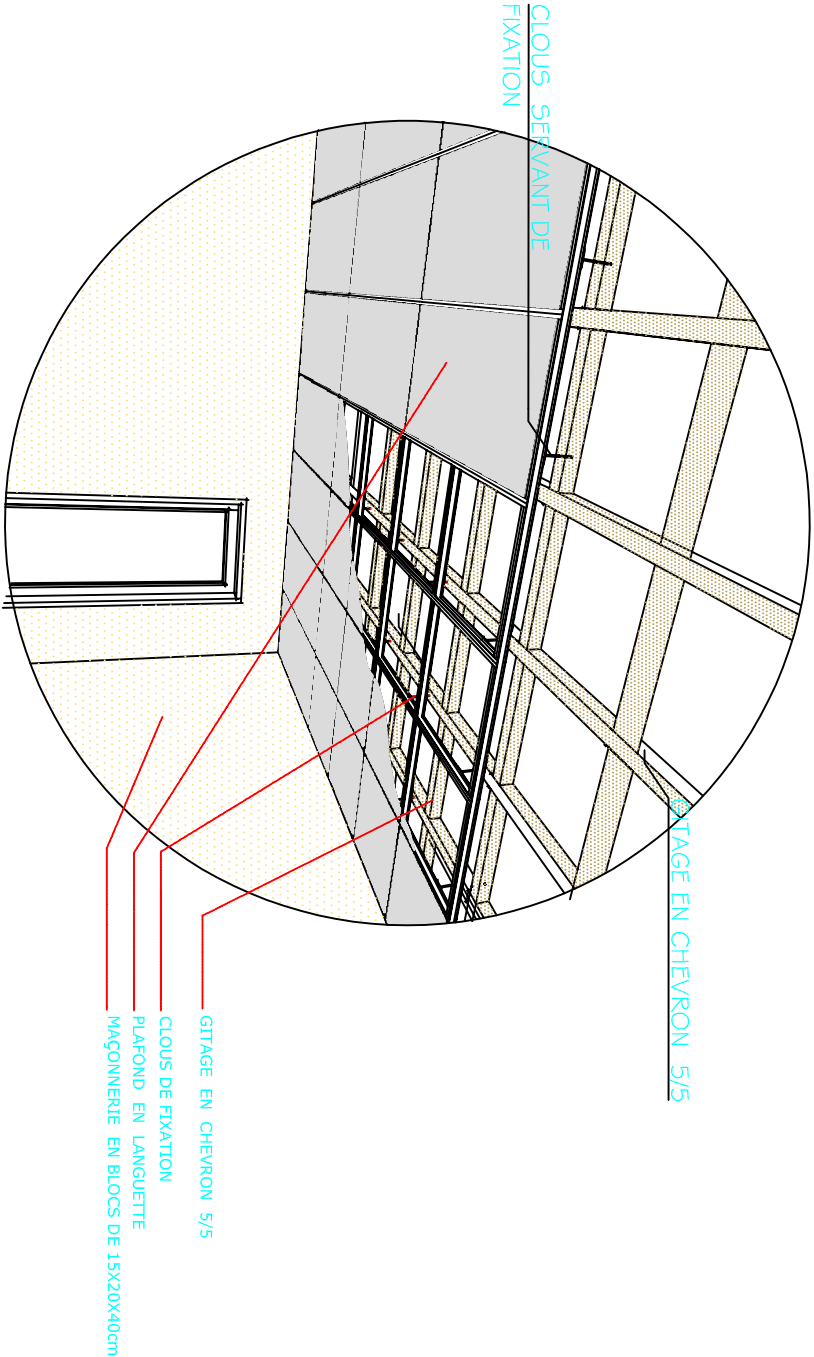 CLOUS SERVANT DE
FIXATION
GITAGE EN CHEVRON 5/5
GITAGE EN CHEVRON 5/5
CLOUS DE FIXATION
PLAFOND EN LANGUETTE
MAÇONNERIE EN BLOCS DE 15X20X40cm